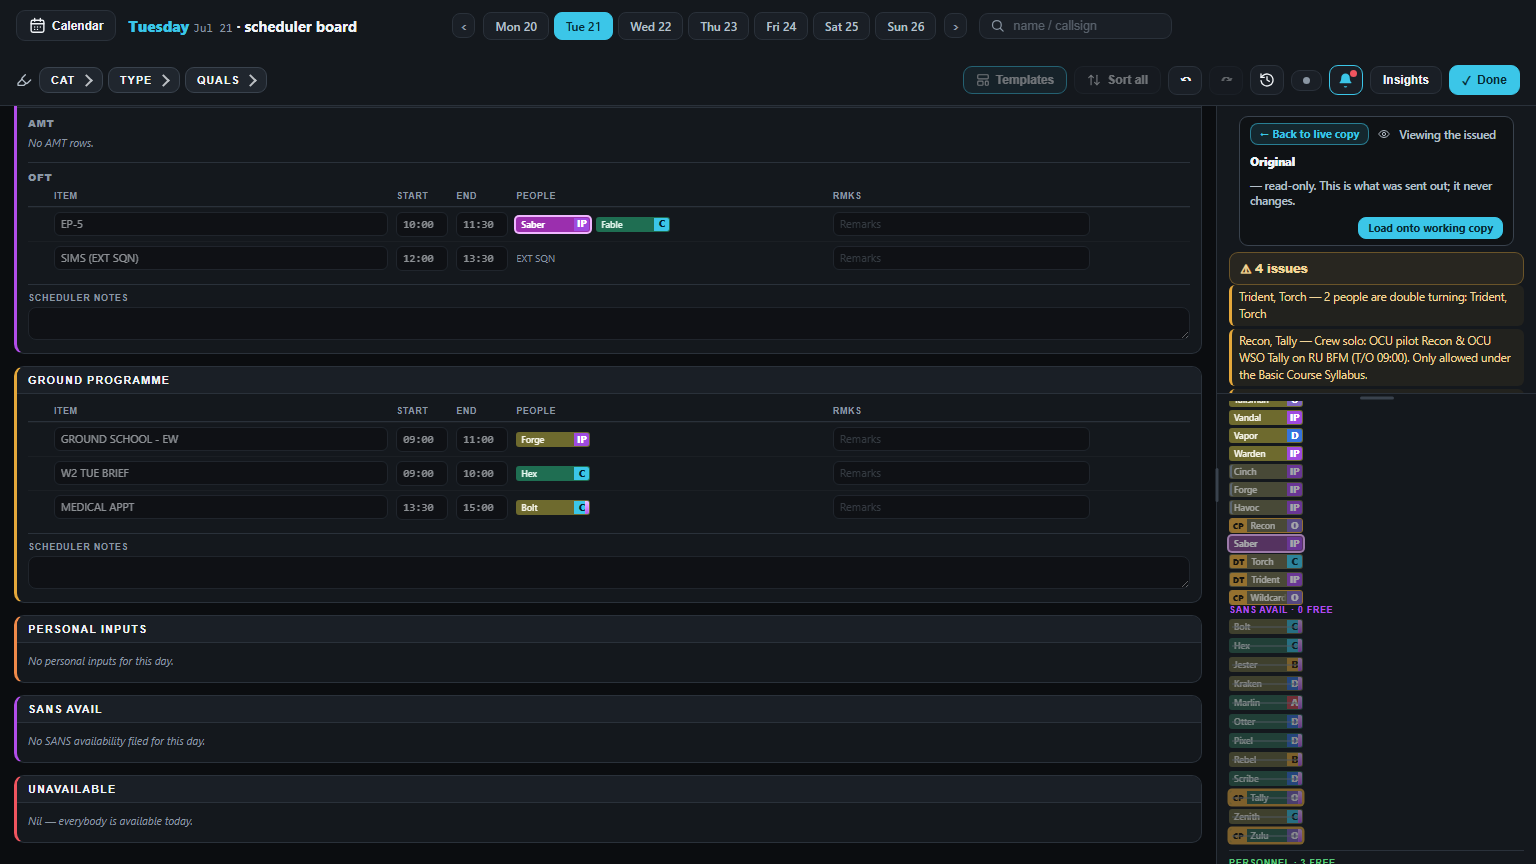 Calendar
Tuesday Jul 21 · scheduler board
‹
Mon 20
Tue 21
Wed 22
Thu 23
Fri 24
Sat 25
Sun 26
›
name / callsign
CAT
TYPE
QUALS
Templates
Sort all
Insights
✓ Done
AMT
No AMT rows.
OFT
ITEM START END PEOPLE RMKS
EP-5 10:00 11:30 Saber IP Fable C Remarks
SIMS (EXT SQN) 12:00 13:30 EXT SQN Remarks
SCHEDULER NOTES
GROUND PROGRAMME
ITEM START END PEOPLE RMKS
GROUND SCHOOL - EW 09:00 11:00 Forge IP Remarks
W2 TUE BRIEF 09:00 10:00 Hex C Remarks
MEDICAL APPT 13:30 15:00 Bolt C Remarks
SCHEDULER NOTES
PERSONAL INPUTS
No personal inputs for this day.
SANS AVAIL
No SANS availability filed for this day.
UNAVAILABLE
Nil — everybody is available today.
← Back to live copy
Viewing the issued
Original
— read-only. This is what was sent out; it never
changes.
Load onto working copy
⚠ 4 issues
Trident, Torch — 2 people are double turning: Trident,
Torch
Recon, Tally — Crew solo: OCU pilot Recon & OCU
WSO Tally on RU BFM (T/O 09:00). Only allowed under
the Basic Course Syllabus.
Vandal IP
Vapor D
Warden IP
Cinch IP
Forge IP
Havoc IP
CP Recon O
Saber IP
DT Torch C
DT Trident IP
CP Wildcard O
SANS AVAIL · 0 FREE
Bolt C
Hex C
Jester B
Kraken D
Marlin A
Otter D
Pixel D
Rebel B
Scribe D
CP Tally O
Zenith C
CP Zulu O
PERSONNEL · 3 FREE